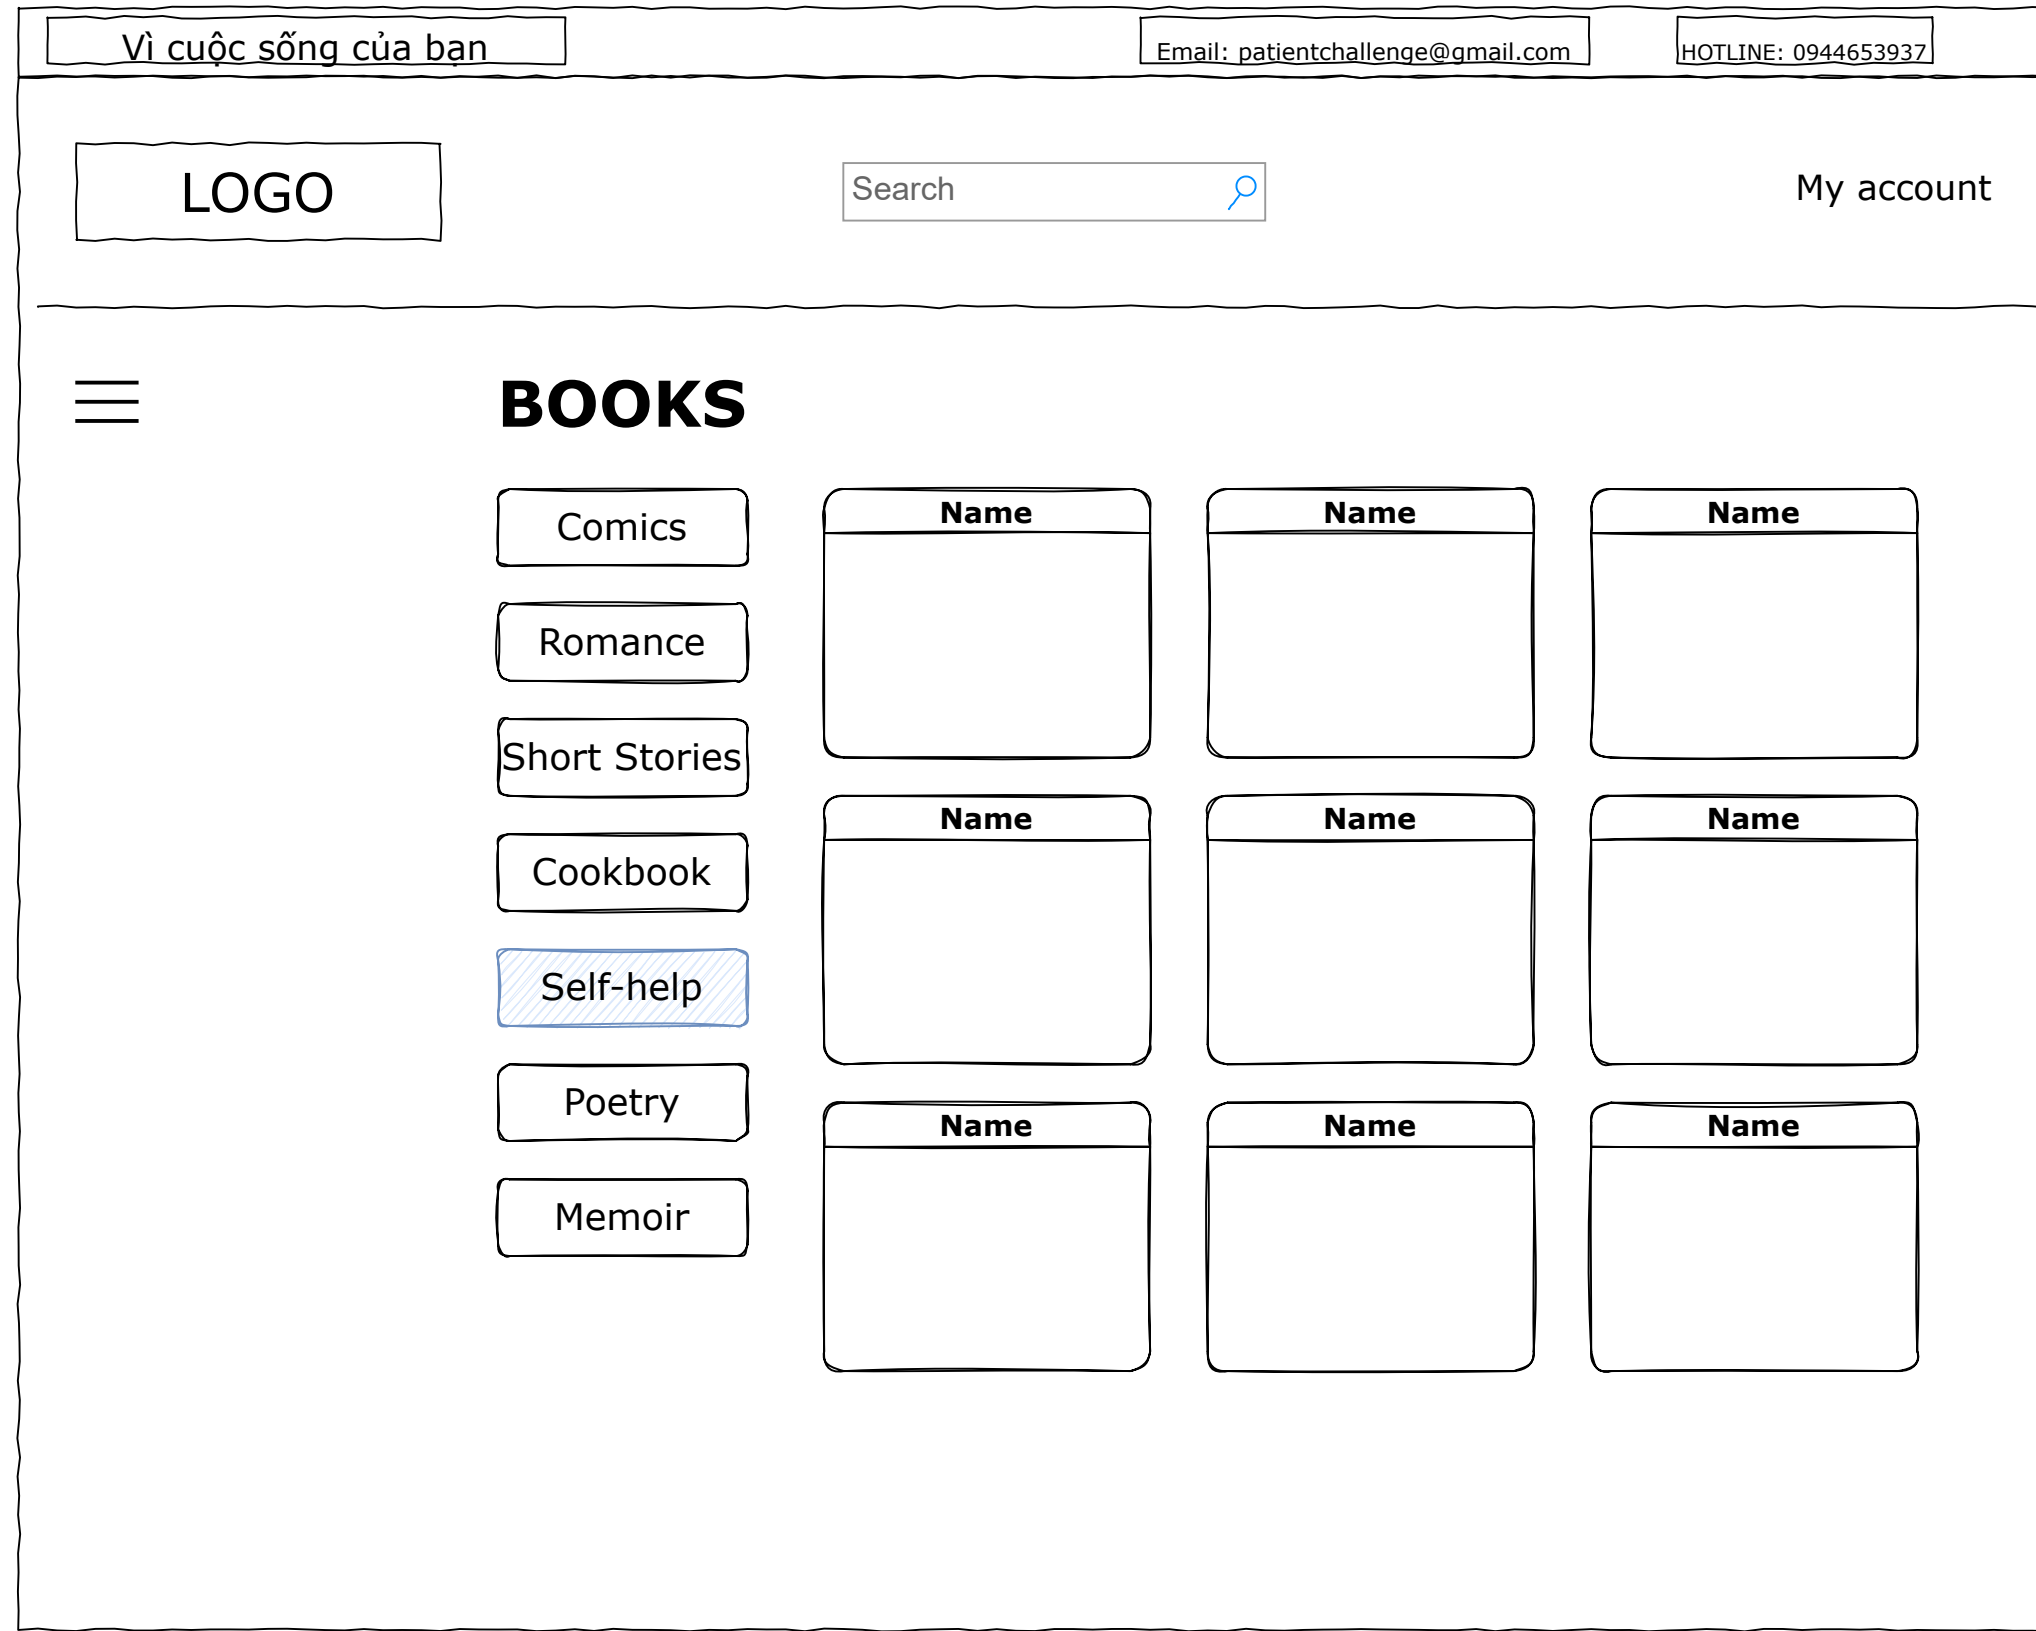 Vì cuộc sống của bạn
Email: patientchallenge@gmail.com
HOTLINE: 0944653937
LOGO
Search
My account
BOOKS
Comics
Romance
Short Stories
Cookbook
Self-help
Poetry
Memoir
Name
Name
Name
Name
Name
Name
Name
Name
Name